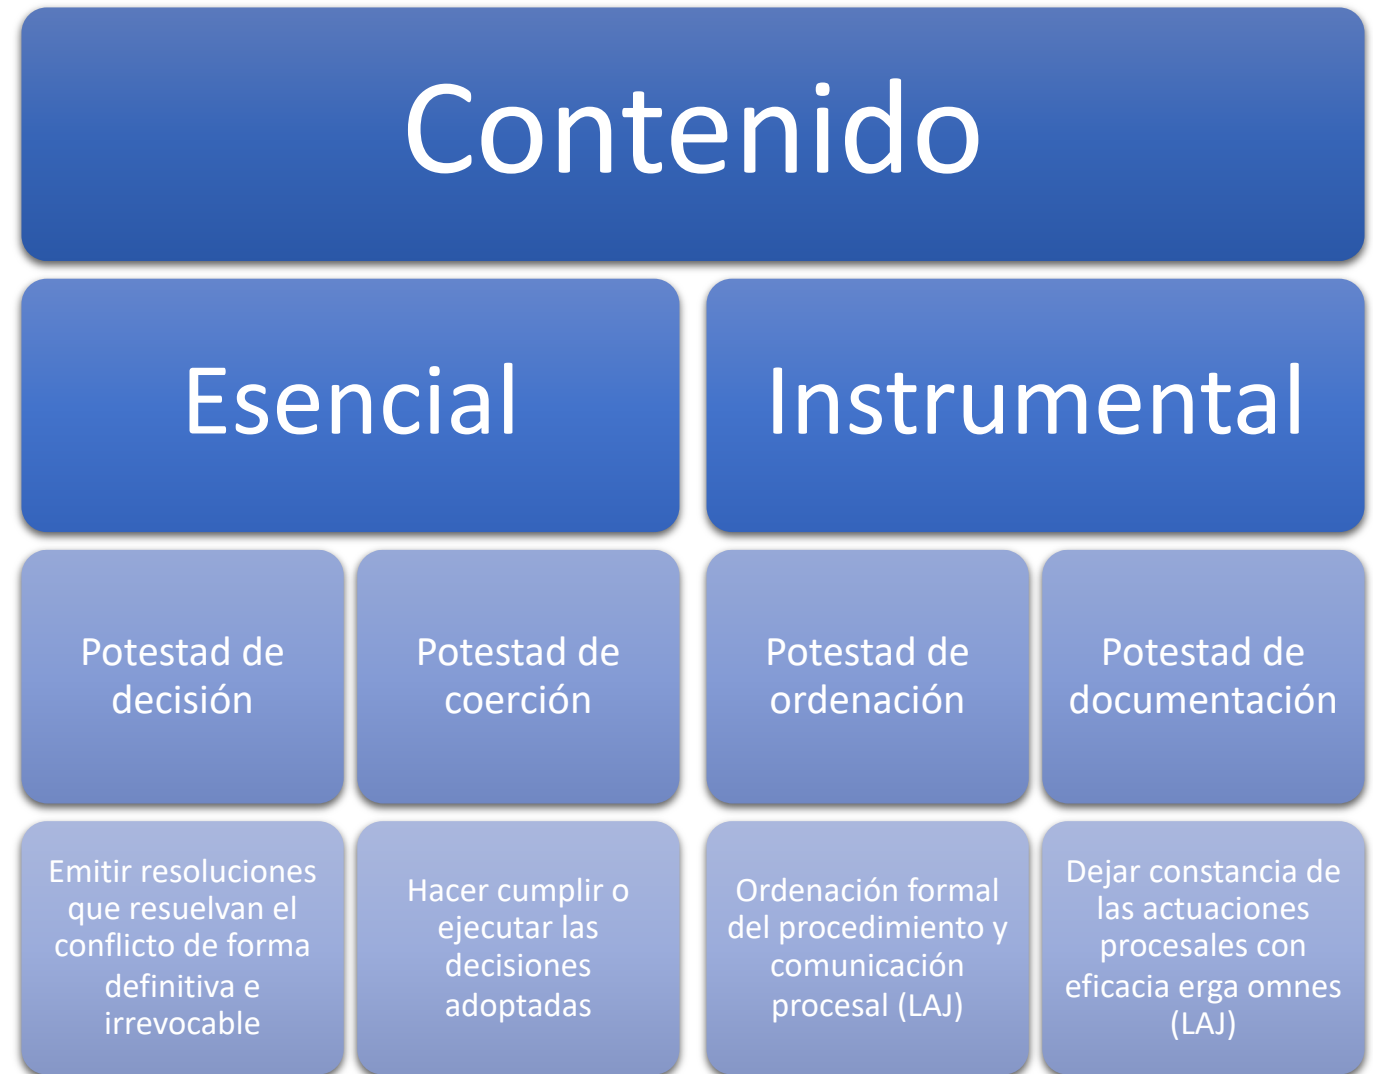 Contenido
Esencial
Instrumental
Potestad de
decisión
Potestad de
coerción
Potestad de
ordenación
Potestad de
documentación
Emitir resoluciones
que resuelvan el
conflicto de forma
definitiva e
irrevocable
Hacer cumplir o
ejecutar las
decisiones
adoptadas
Ordenación formal
del procedimiento y
comunicación
procesal (LAJ)
Dejar constancia de
las actuaciones
procesales con
eficacia erga omnes
(LAJ)